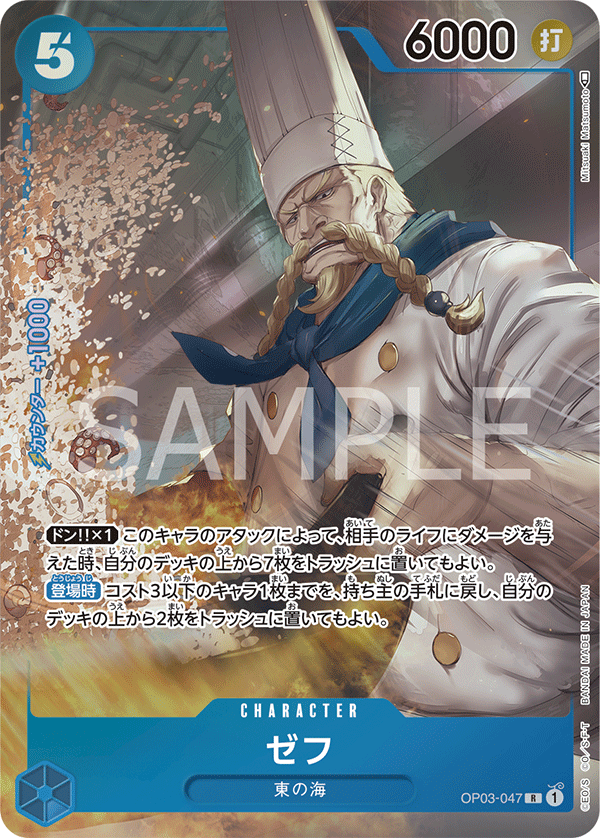 5
6000
打
Mitsuaki Matsumoto
カウンター +1000
SAMPLE
ドン!!×1 このキャラのアタックによって、相手のライフにダメージを与
えた時、自分のデッキの上から7枚をトラッシュに置いてもよい。
登場時 コスト3以下のキャラ1枚までを、持ち主の手札に戻し、自分の
デッキの上から2枚をトラッシュに置いてもよい。
CHARACTER
ゼフ
東の海
OP03-047 R 1
©E.O./S ©O/S・F・T BANDAI MADE IN JAPAN